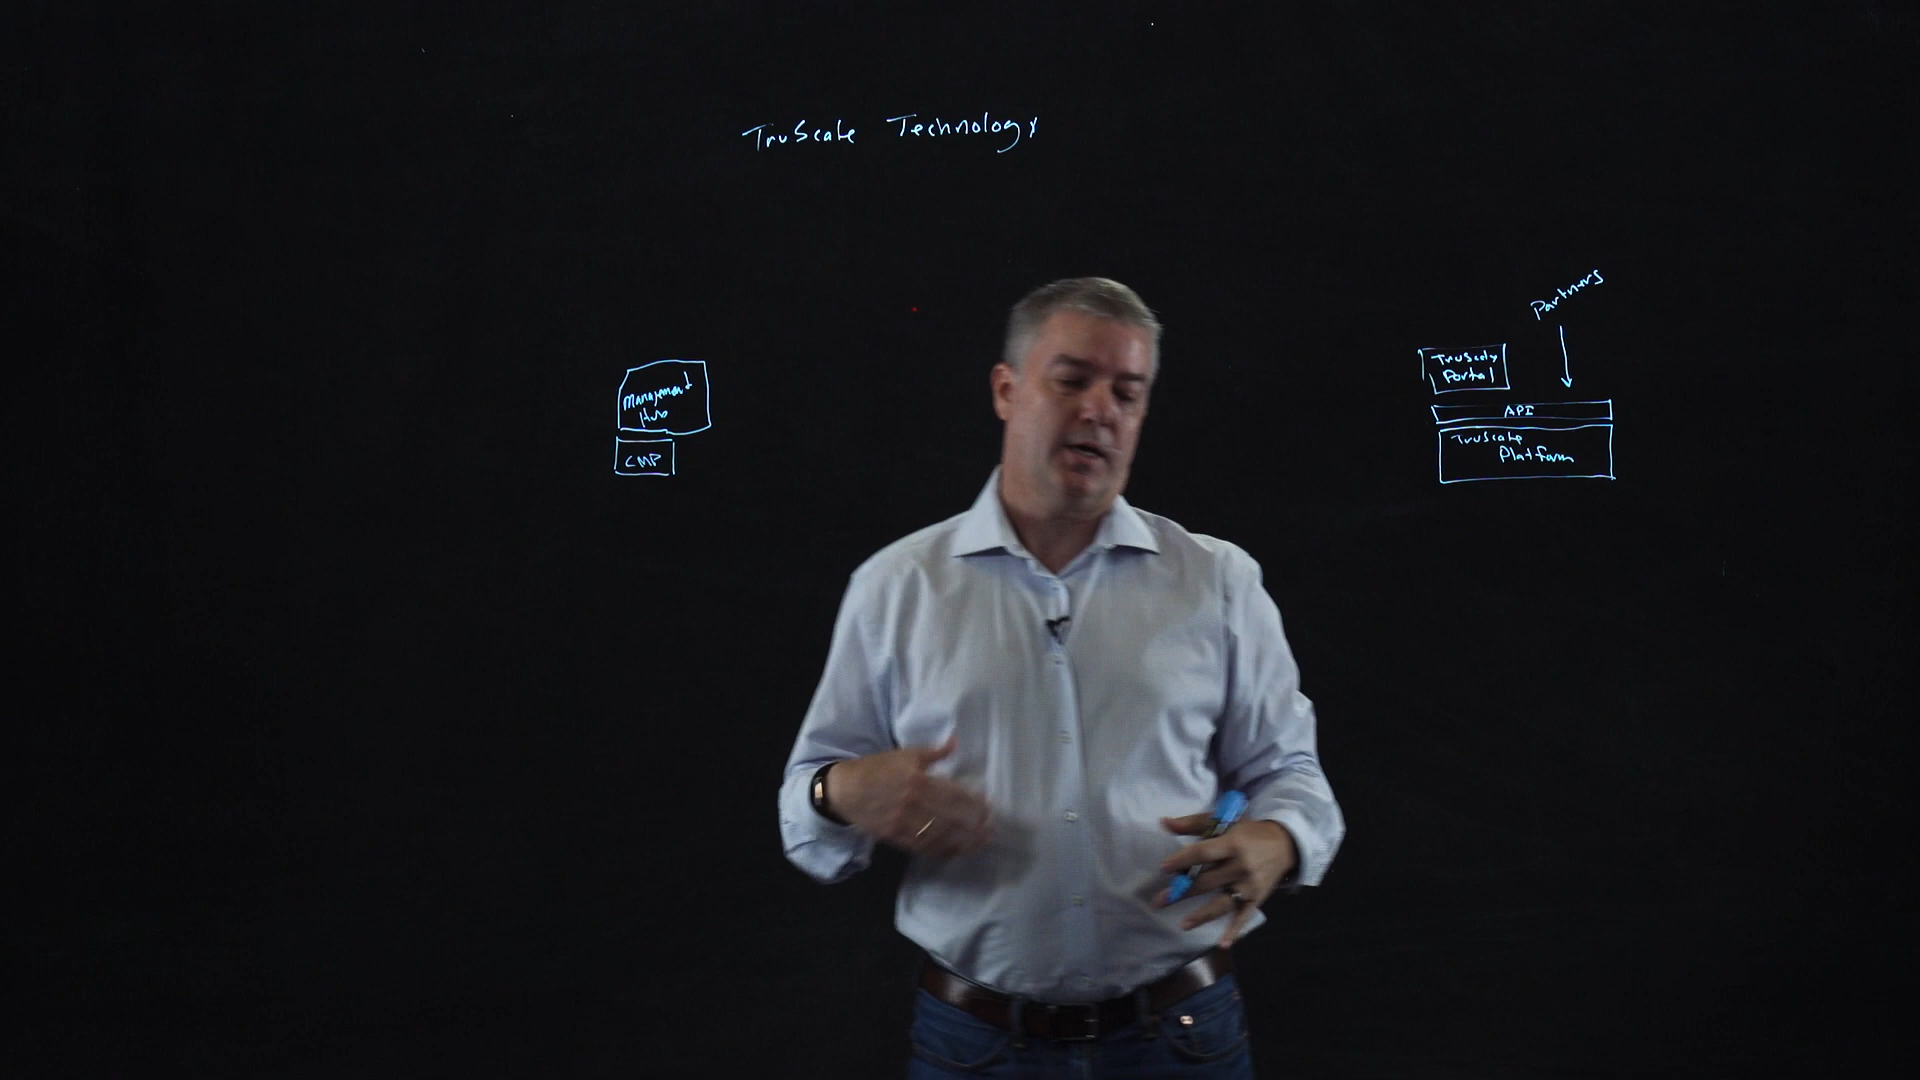 TruScale Technology
Partners
TruScale
Portal
API
TruScale
Platform
Management
Hub
CMP